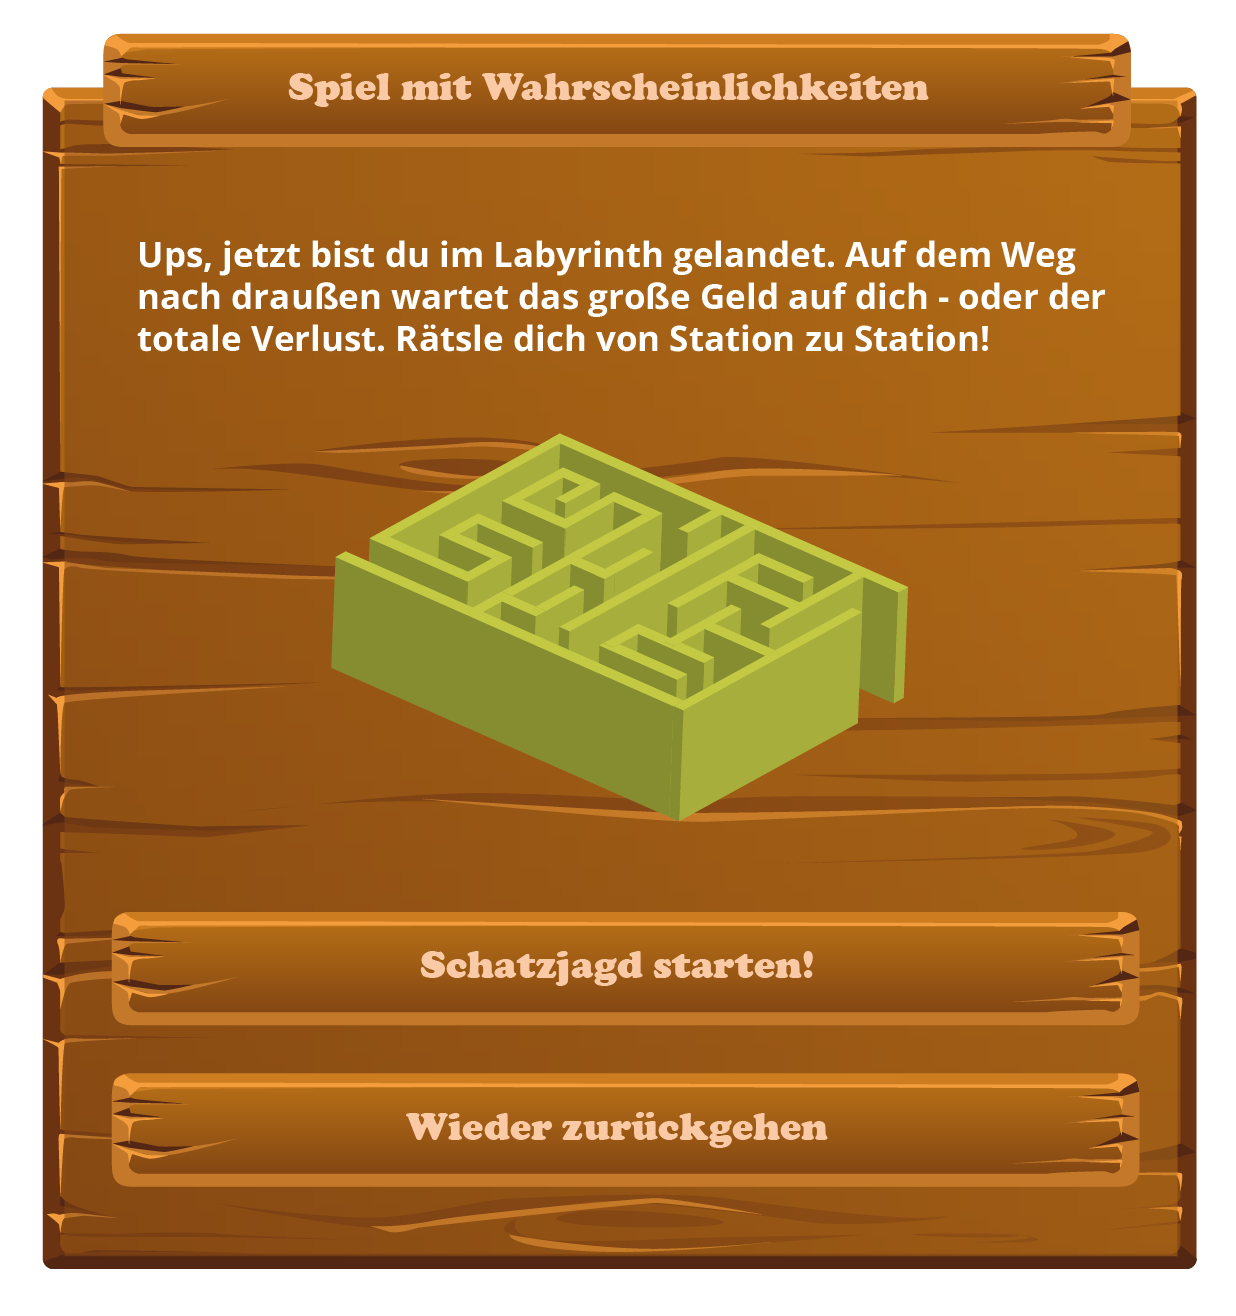 Spiel mit Wahrscheinlichkeiten
Ups, jetzt bist du im Labyrinth gelandet. Auf dem Weg
nach draußen wartet das große Geld auf dich - oder der
totale Verlust. Rätsle dich von Station zu Station!
Schatzjagd starten!
Wieder zurückgehen